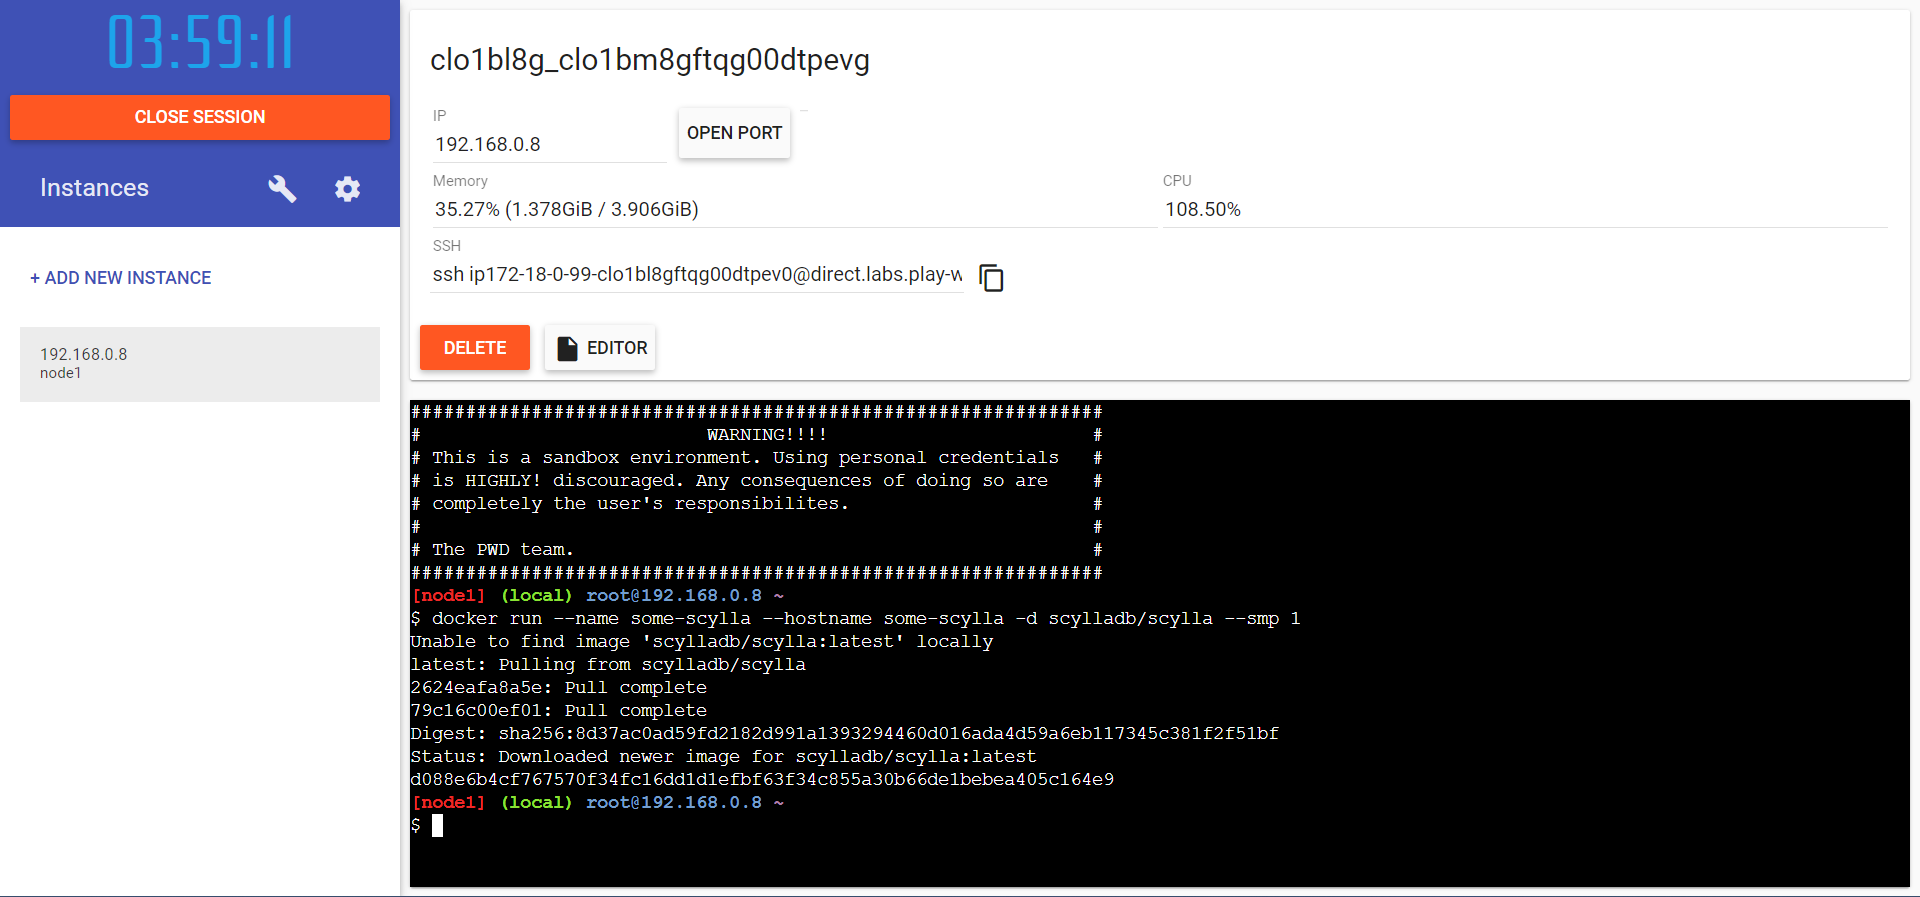 03:59:11
CLOSE SESSION
Instances
+ ADD NEW INSTANCE
192.168.0.8
node1
clo1bl8g_clo1bm8gftqg00dtpevg
IP
192.168.0.8
OPEN PORT
Memory
35.27% (1.378GiB / 3.906GiB)
CPU
108.50%
SSH
ssh ip172-18-0-99-clo1bl8gftqg00dtpev0@direct.labs.play-w
DELETE
EDITOR
###############################################################
#                          WARNING!!!!                        #
# This is a sandbox environment. Using personal credentials   #
# is HIGHLY! discouraged. Any consequences of doing so are    #
# completely the user's responsibilites.                      #
#                                                             #
# The PWD team.                                               #
###############################################################
[node1] (local) root@192.168.0.8 ~
$ docker run --name some-scylla --hostname some-scylla -d scylladb/scylla --smp 1
Unable to find image 'scylladb/scylla:latest' locally
latest: Pulling from scylladb/scylla
2624eafa8a5e: Pull complete
79c16c00ef01: Pull complete
Digest: sha256:8d37ac0ad59fd2182d991a1393294460d016ada4d59a6eb117345c381f2f51bf
Status: Downloaded newer image for scylladb/scylla:latest
d088e6b4cf767570f34fc16dd1d1efbf63f34c855a30b66de1bebea405c164e9
[node1] (local) root@192.168.0.8 ~
$